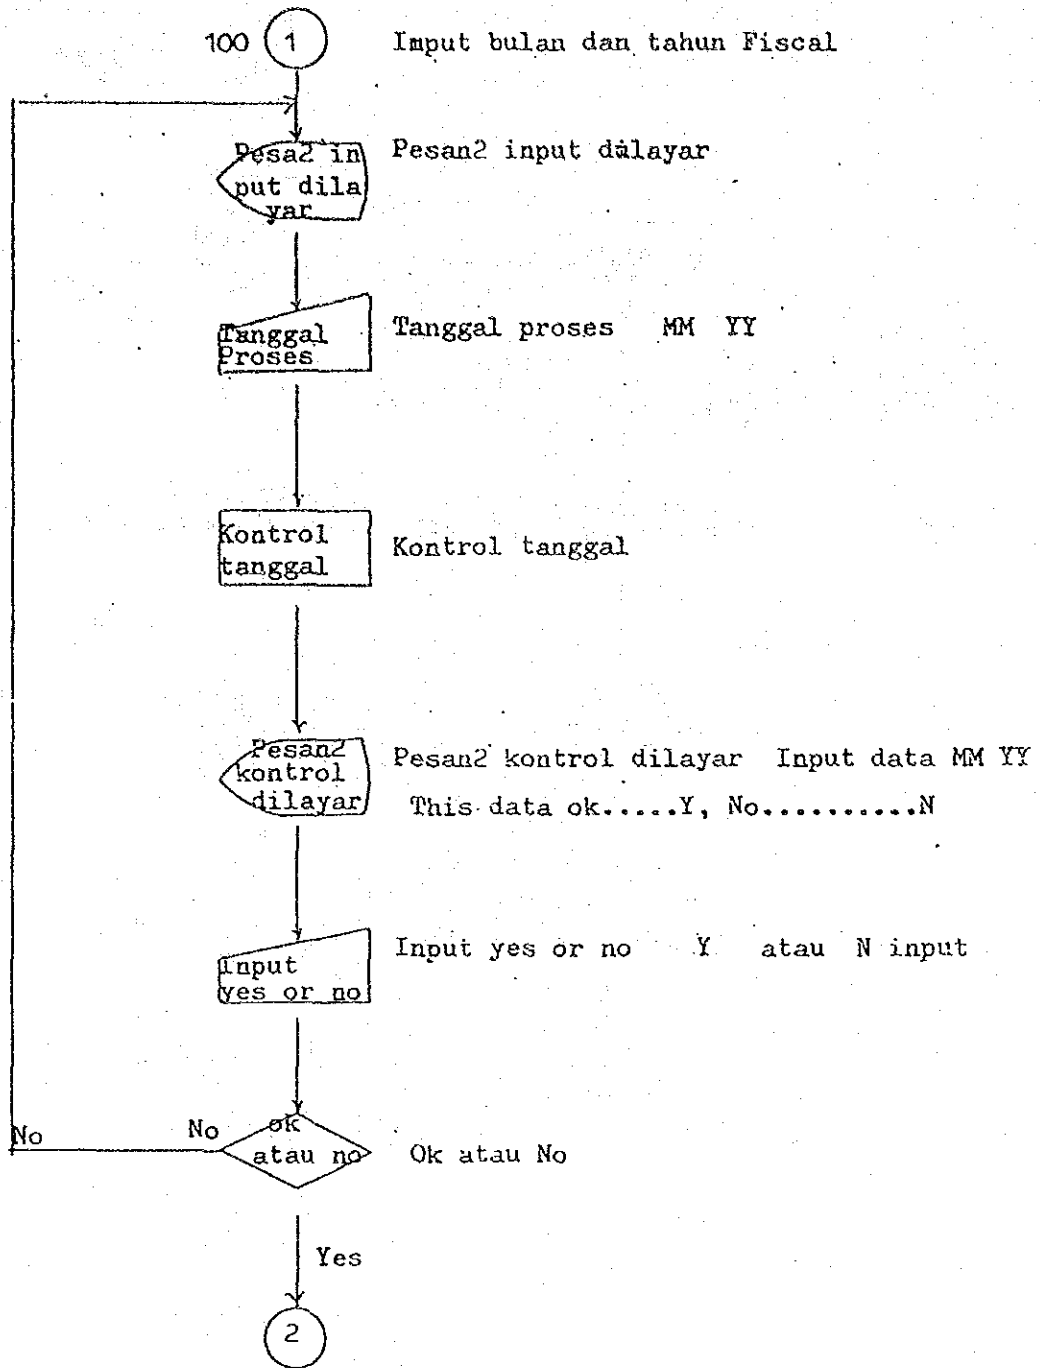 100 1 Imput bulan dan tahun Fiscal
Pesa2 in
put dila
yar
Pesan2 input dalayar
Tanggal
Proses
Tanggal proses MM YY
Kontrol
tanggal
Kontrol tanggal
Pesan2
kontrol
dilayar
Pesan2 kontrol dilayar Input data MM YY
This data ok.....Y, No..........N
Input
yes or no
Input yes or no Y atau N input
No
No
ok
atau no
Ok atau No
Yes
2